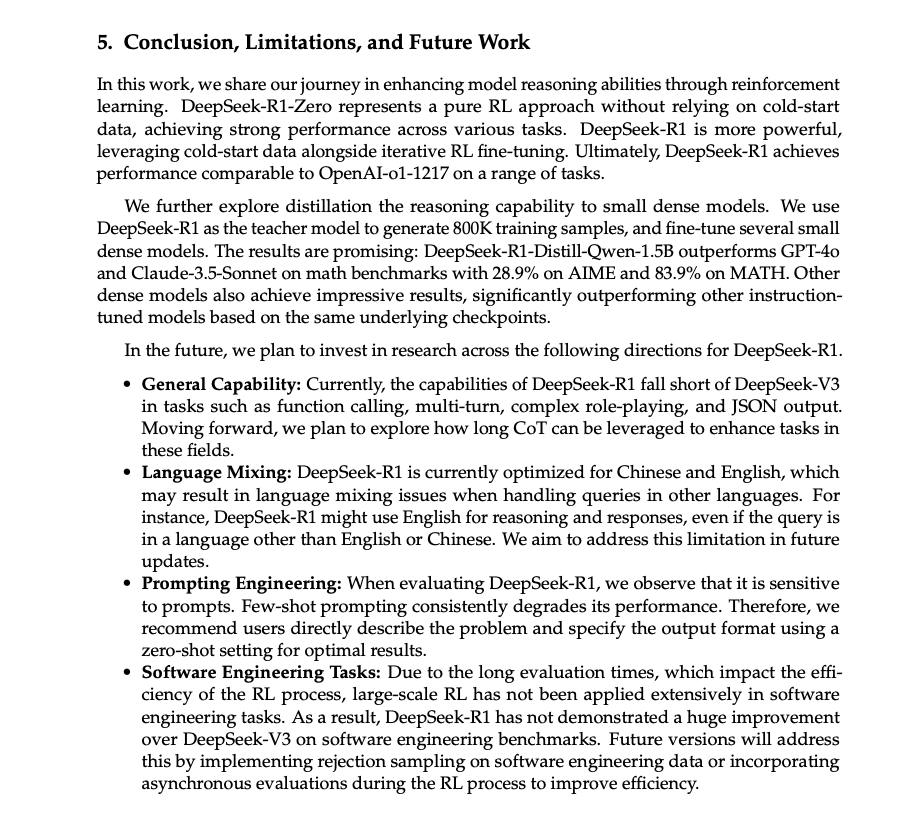 5. Conclusion, Limitations, and Future Work
In this work, we share our journey in enhancing model reasoning abilities through reinforcement
learning. DeepSeek-R1-Zero represents a pure RL approach without relying on cold-start
data, achieving strong performance across various tasks. DeepSeek-R1 is more powerful,
leveraging cold-start data alongside iterative RL fine-tuning. Ultimately, DeepSeek-R1 achieves
performance comparable to OpenAI-o1-1217 on a range of tasks.
We further explore distillation the reasoning capability to small dense models. We use
DeepSeek-R1 as the teacher model to generate 800K training samples, and fine-tune several small
dense models. The results are promising: DeepSeek-R1-Distill-Qwen-1.5B outperforms GPT-4o
and Claude-3.5-Sonnet on math benchmarks with 28.9% on AIME and 83.9% on MATH. Other
dense models also achieve impressive results, significantly outperforming other instruction-
tuned models based on the same underlying checkpoints.
In the future, we plan to invest in research across the following directions for DeepSeek-R1.
• General Capability: Currently, the capabilities of DeepSeek-R1 fall short of DeepSeek-V3
in tasks such as function calling, multi-turn, complex role-playing, and JSON output.
Moving forward, we plan to explore how long CoT can be leveraged to enhance tasks in
these fields.
• Language Mixing: DeepSeek-R1 is currently optimized for Chinese and English, which
may result in language mixing issues when handling queries in other languages. For
instance, DeepSeek-R1 might use English for reasoning and responses, even if the query is
in a language other than English or Chinese. We aim to address this limitation in future
updates.
• Prompting Engineering: When evaluating DeepSeek-R1, we observe that it is sensitive
to prompts. Few-shot prompting consistently degrades its performance. Therefore, we
recommend users directly describe the problem and specify the output format using a
zero-shot setting for optimal results.
• Software Engineering Tasks: Due to the long evaluation times, which impact the effi-
ciency of the RL process, large-scale RL has not been applied extensively in software
engineering tasks. As a result, DeepSeek-R1 has not demonstrated a huge improvement
over DeepSeek-V3 on software engineering benchmarks. Future versions will address
this by implementing rejection sampling on software engineering data or incorporating
asynchronous evaluations during the RL process to improve efficiency.